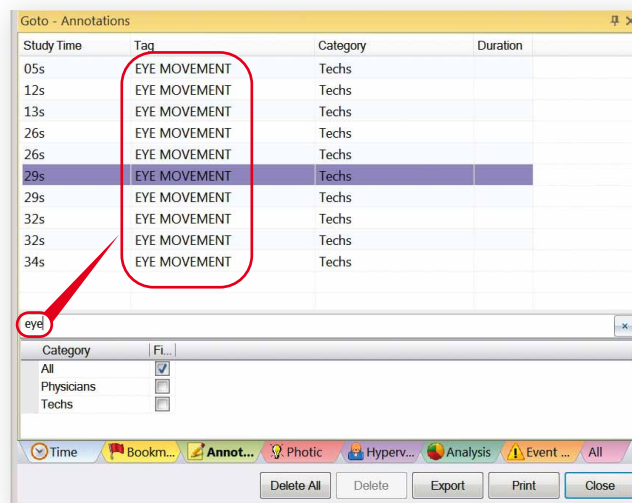 Goto - Annotations
Study Time Tag Category Duration
05s EYE MOVEMENT Techs
12s EYE MOVEMENT Techs
13s EYE MOVEMENT Techs
26s EYE MOVEMENT Techs
26s EYE MOVEMENT Techs
29s EYE MOVEMENT Techs
29s EYE MOVEMENT Techs
32s EYE MOVEMENT Techs
32s EYE MOVEMENT Techs
34s EYE MOVEMENT Techs
eye
Category Fi...
All
Physicians
Techs
Time Bookm... Annot... Photic Hyperv... Analysis Event ... All
Delete All Delete Export Print Close